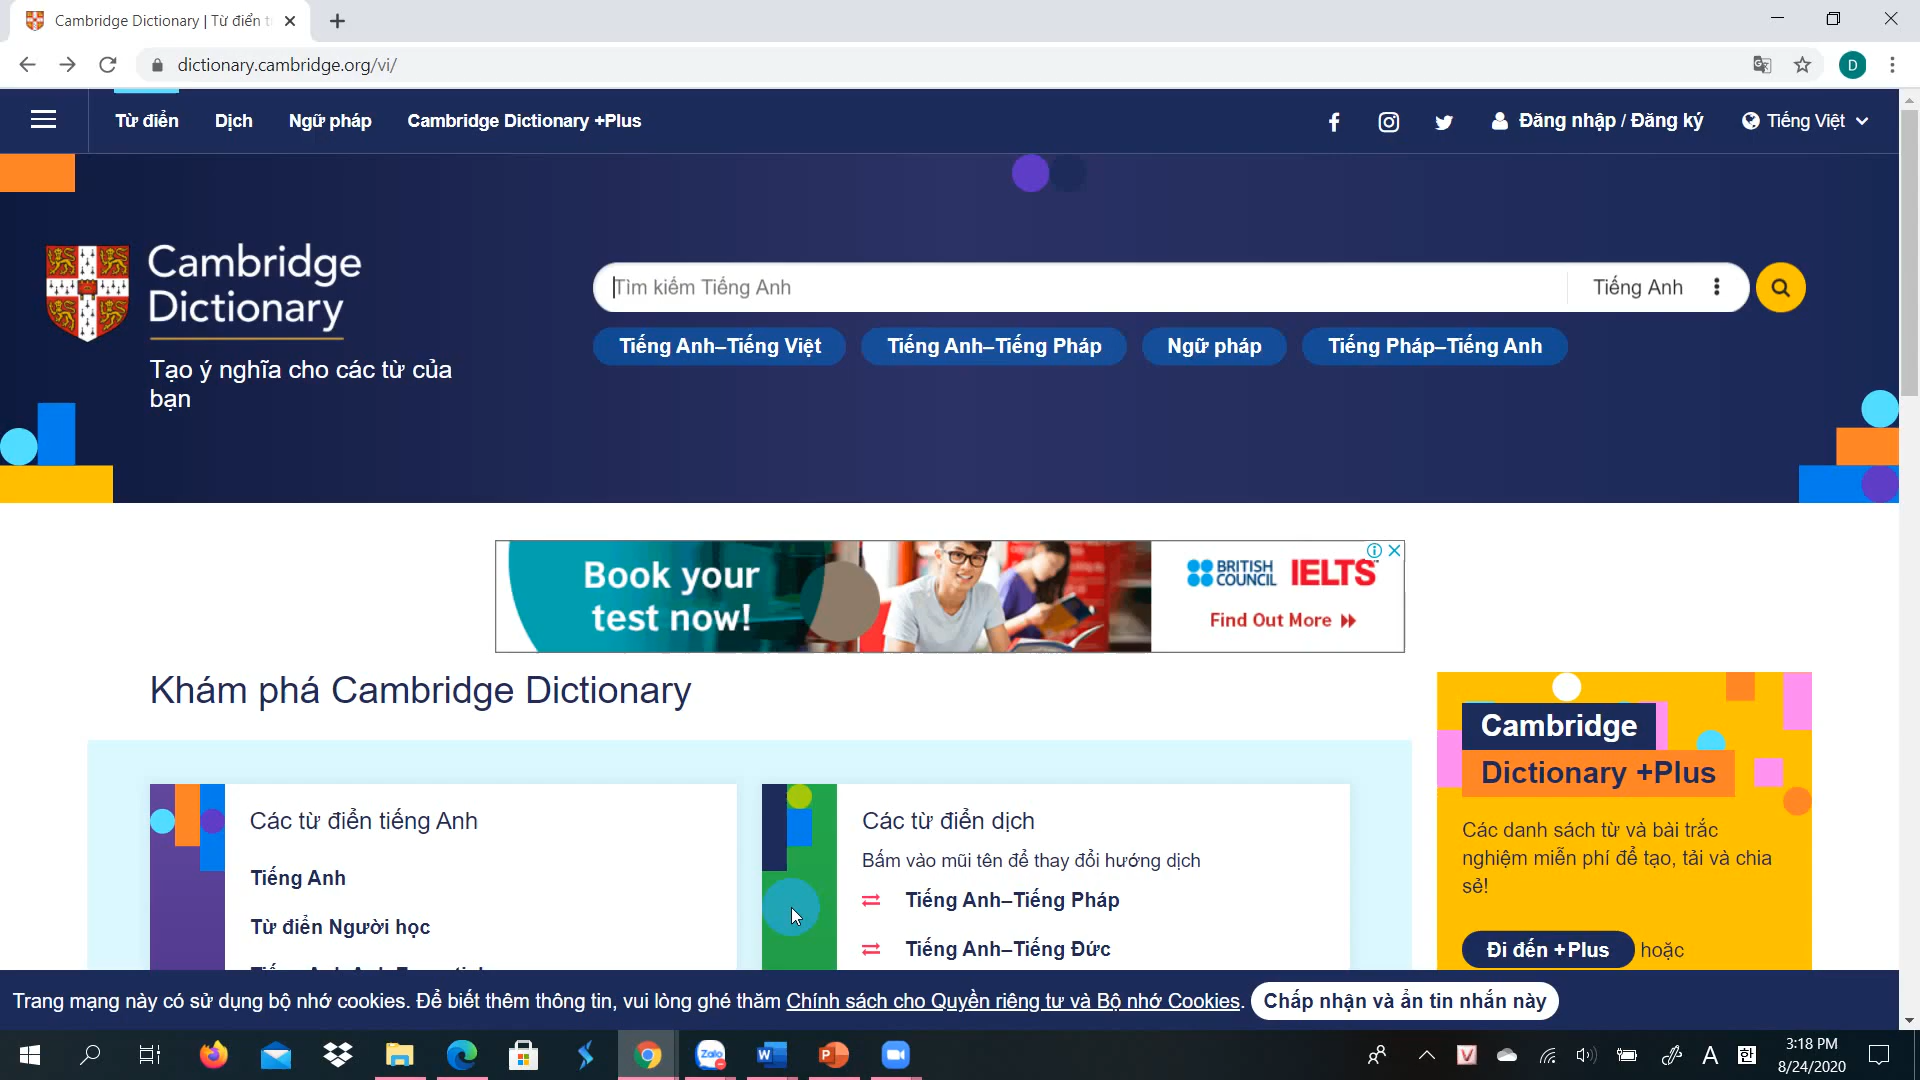 Cambridge Dictionary | Từ điển t
dictionary.cambridge.org/vi/
D
Từ điển
Dịch
Ngữ pháp
Cambridge Dictionary +Plus
Đăng nhập / Đăng ký
Tiếng Việt
Cambridge
Dictionary
Tạo ý nghĩa cho các từ của
bạn
Tìm kiếm Tiếng Anh
Tiếng Anh
Tiếng Anh–Tiếng Việt
Tiếng Anh–Tiếng Pháp
Ngữ pháp
Tiếng Pháp–Tiếng Anh
Book your
test now!
BRITISH
COUNCIL
IELTS
Find Out More
Khám phá Cambridge Dictionary
Các từ điển tiếng Anh
Tiếng Anh
Từ điển Người học
Các từ điển dịch
Bấm vào mũi tên để thay đổi hướng dịch
Tiếng Anh–Tiếng Pháp
Tiếng Anh–Tiếng Đức
Cambridge
Dictionary +Plus
Các danh sách từ và bài trắc
nghiệm miễn phí để tạo, tải và chia
sẻ!
Đi đến +Plus hoặc
Trang mạng này có sử dụng bộ nhớ cookies. Để biết thêm thông tin, vui lòng ghé thăm Chính sách cho Quyền riêng tư và Bộ nhớ Cookies.
Chấp nhận và ẩn tin nhắn này
Zalo
W
P
V
A
한
3:18 PM
8/24/2020